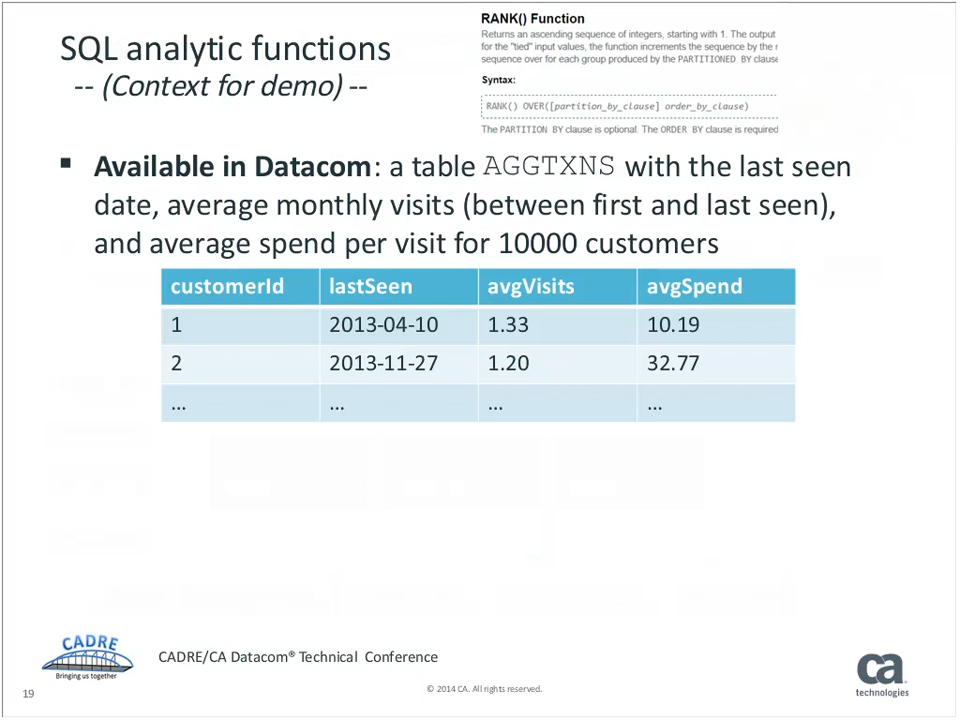 SQL analytic functions
-- (Context for demo) --
RANK() Function
Returns an ascending sequence of integers, starting with 1. The output
for the "tied" input values, the function increments the sequence by the
sequence over for each group produced by the PARTITIONED BY clause
Syntax:
RANK() OVER([partition_by_clause] order_by_clause)
The PARTITION BY clause is optional. The ORDER BY clause is required
▪ Available in Datacom: a table AGGTXNS with the last seen
date, average monthly visits (between first and last seen),
and average spend per visit for 10000 customers
customerId lastSeen avgVisits avgSpend
1 2013-04-10 1.33 10.19
2 2013-11-27 1.20 32.77
... ... ... ...
CADRE
Bringing us together
CADRE/CA Datacom® Technical Conference
ca
technologies
19
© 2014 CA. All rights reserved.